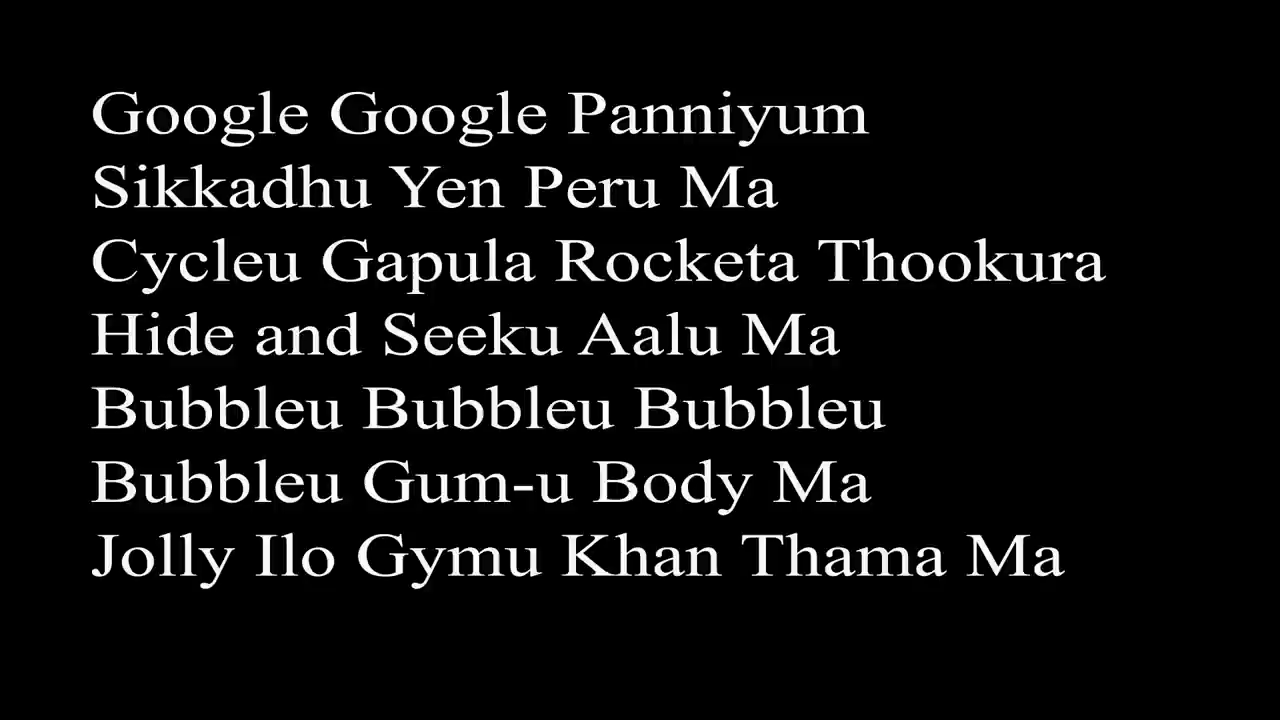 Google Google Panniyum
Sikkadhu Yen Peru Ma
Cycleu Gapula Rocketa Thookura
Hide and Seeku Aalu Ma
Bubbleu Bubbleu Bubbleu
Bubbleu Gum-u Body Ma
Jolly Ilo Gymu Khan Thama Ma